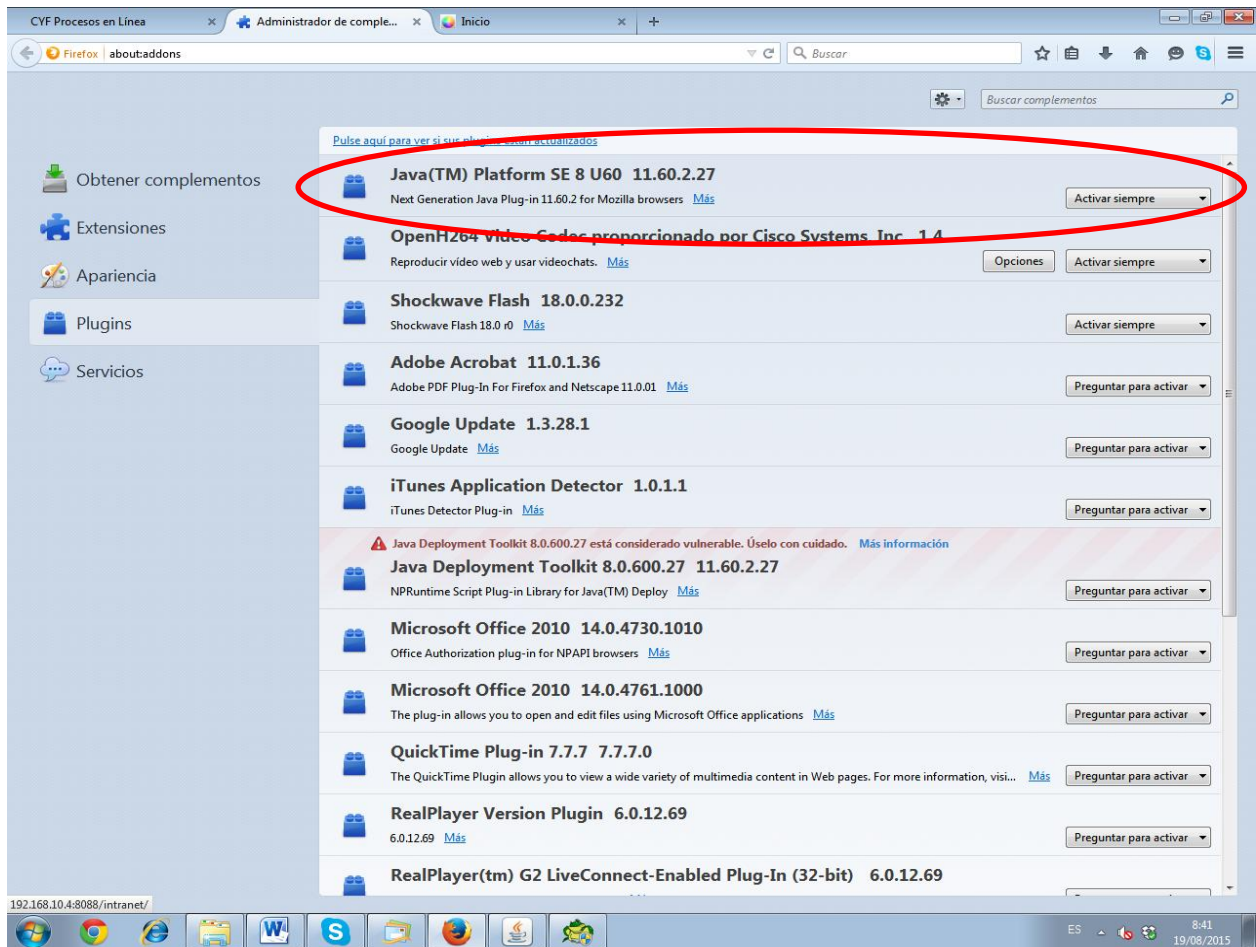 CYF Procesos en Línea
Administrador de comple...
Inicio
Firefox about:addons
Buscar
Buscar complementos
Pulse aquí para ver si sus plugins están actualizados
Obtener complementos
Extensiones
Apariencia
Plugins
Servicios
Java(TM) Platform SE 8 U60 11.60.2.27
Next Generation Java Plug-in 11.60.2 for Mozilla browsers Más
Activar siempre
OpenH264 Video Codec proporcionado por Cisco Systems, Inc. 1.4
Reproducir vídeo web y usar videochats. Más
Opciones
Activar siempre
Shockwave Flash 18.0.0.232
Shockwave Flash 18.0 r0 Más
Activar siempre
Adobe Acrobat 11.0.1.36
Adobe PDF Plug-In For Firefox and Netscape 11.0.01 Más
Preguntar para activar
Google Update 1.3.28.1
Google Update Más
Preguntar para activar
iTunes Application Detector 1.0.1.1
iTunes Detector Plug-in Más
Preguntar para activar
Java Deployment Toolkit 8.0.600.27 está considerado vulnerable. Úselo con cuidado. Más información
Java Deployment Toolkit 8.0.600.27 11.60.2.27
NPRuntime Script Plug-in Library for Java(TM) Deploy Más
Preguntar para activar
Microsoft Office 2010 14.0.4730.1010
Office Authorization plug-in for NPAPI browsers Más
Preguntar para activar
Microsoft Office 2010 14.0.4761.1000
The plug-in allows you to open and edit files using Microsoft Office applications Más
Preguntar para activar
QuickTime Plug-in 7.7.7 7.7.7.0
The QuickTime Plugin allows you to view a wide variety of multimedia content in Web pages. For more information, visi... Más
Preguntar para activar
RealPlayer Version Plugin 6.0.12.69
6.0.12.69 Más
Preguntar para activar
RealPlayer(tm) G2 LiveConnect-Enabled Plug-In (32-bit) 6.0.12.69
192.168.10.4:8088/intranet/
ES
8:41
19/08/2015